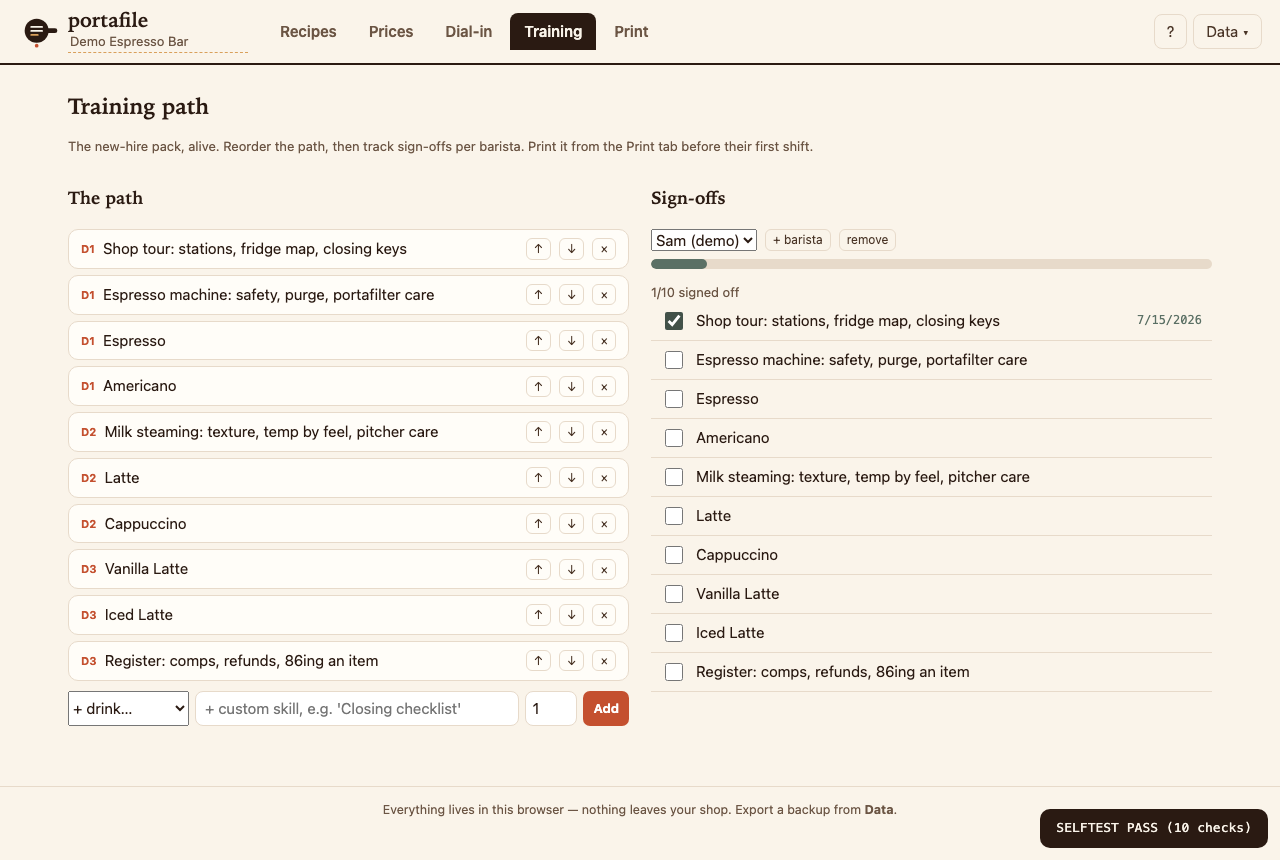 portafile
Demo Espresso Bar
Recipes Prices Dial-in Training Print
? Data ▾
Training path
The new-hire pack, alive. Reorder the path, then track sign-offs per barista. Print it from the Print tab before their first shift.
The path
D1 Shop tour: stations, fridge map, closing keys ↑ ↓ ×
D1 Espresso machine: safety, purge, portafilter care ↑ ↓ ×
D1 Espresso ↑ ↓ ×
D1 Americano ↑ ↓ ×
D2 Milk steaming: texture, temp by feel, pitcher care ↑ ↓ ×
D2 Latte ↑ ↓ ×
D2 Cappuccino ↑ ↓ ×
D3 Vanilla Latte ↑ ↓ ×
D3 Iced Latte ↑ ↓ ×
D3 Register: comps, refunds, 86ing an item ↑ ↓ ×
+ drink... + custom skill, e.g. 'Closing checklist' 1 Add
Sign-offs
Sam (demo) + barista remove
1/10 signed off
Shop tour: stations, fridge map, closing keys 7/15/2026
Espresso machine: safety, purge, portafilter care
Espresso
Americano
Milk steaming: texture, temp by feel, pitcher care
Latte
Cappuccino
Vanilla Latte
Iced Latte
Register: comps, refunds, 86ing an item
Everything lives in this browser — nothing leaves your shop. Export a backup from Data.
SELFTEST PASS (10 checks)